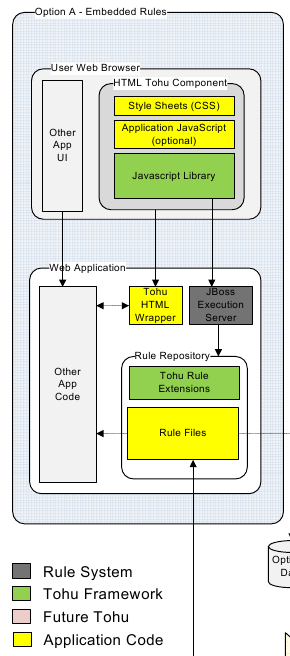 Option A - Embedded Rules
User Web Browser
HTML Tohu Component
Other
App
UI
Style Sheets (CSS)
Application JavaScript
(optional)
Javascript Library
Web Application
Other
App
Code
Tohu
HTML
Wrapper
JBoss
Execution
Server
Rule Repository
Tohu Rule
Extensions
Rule Files
Rule System
Tohu Framework
Future Tohu
Application Code